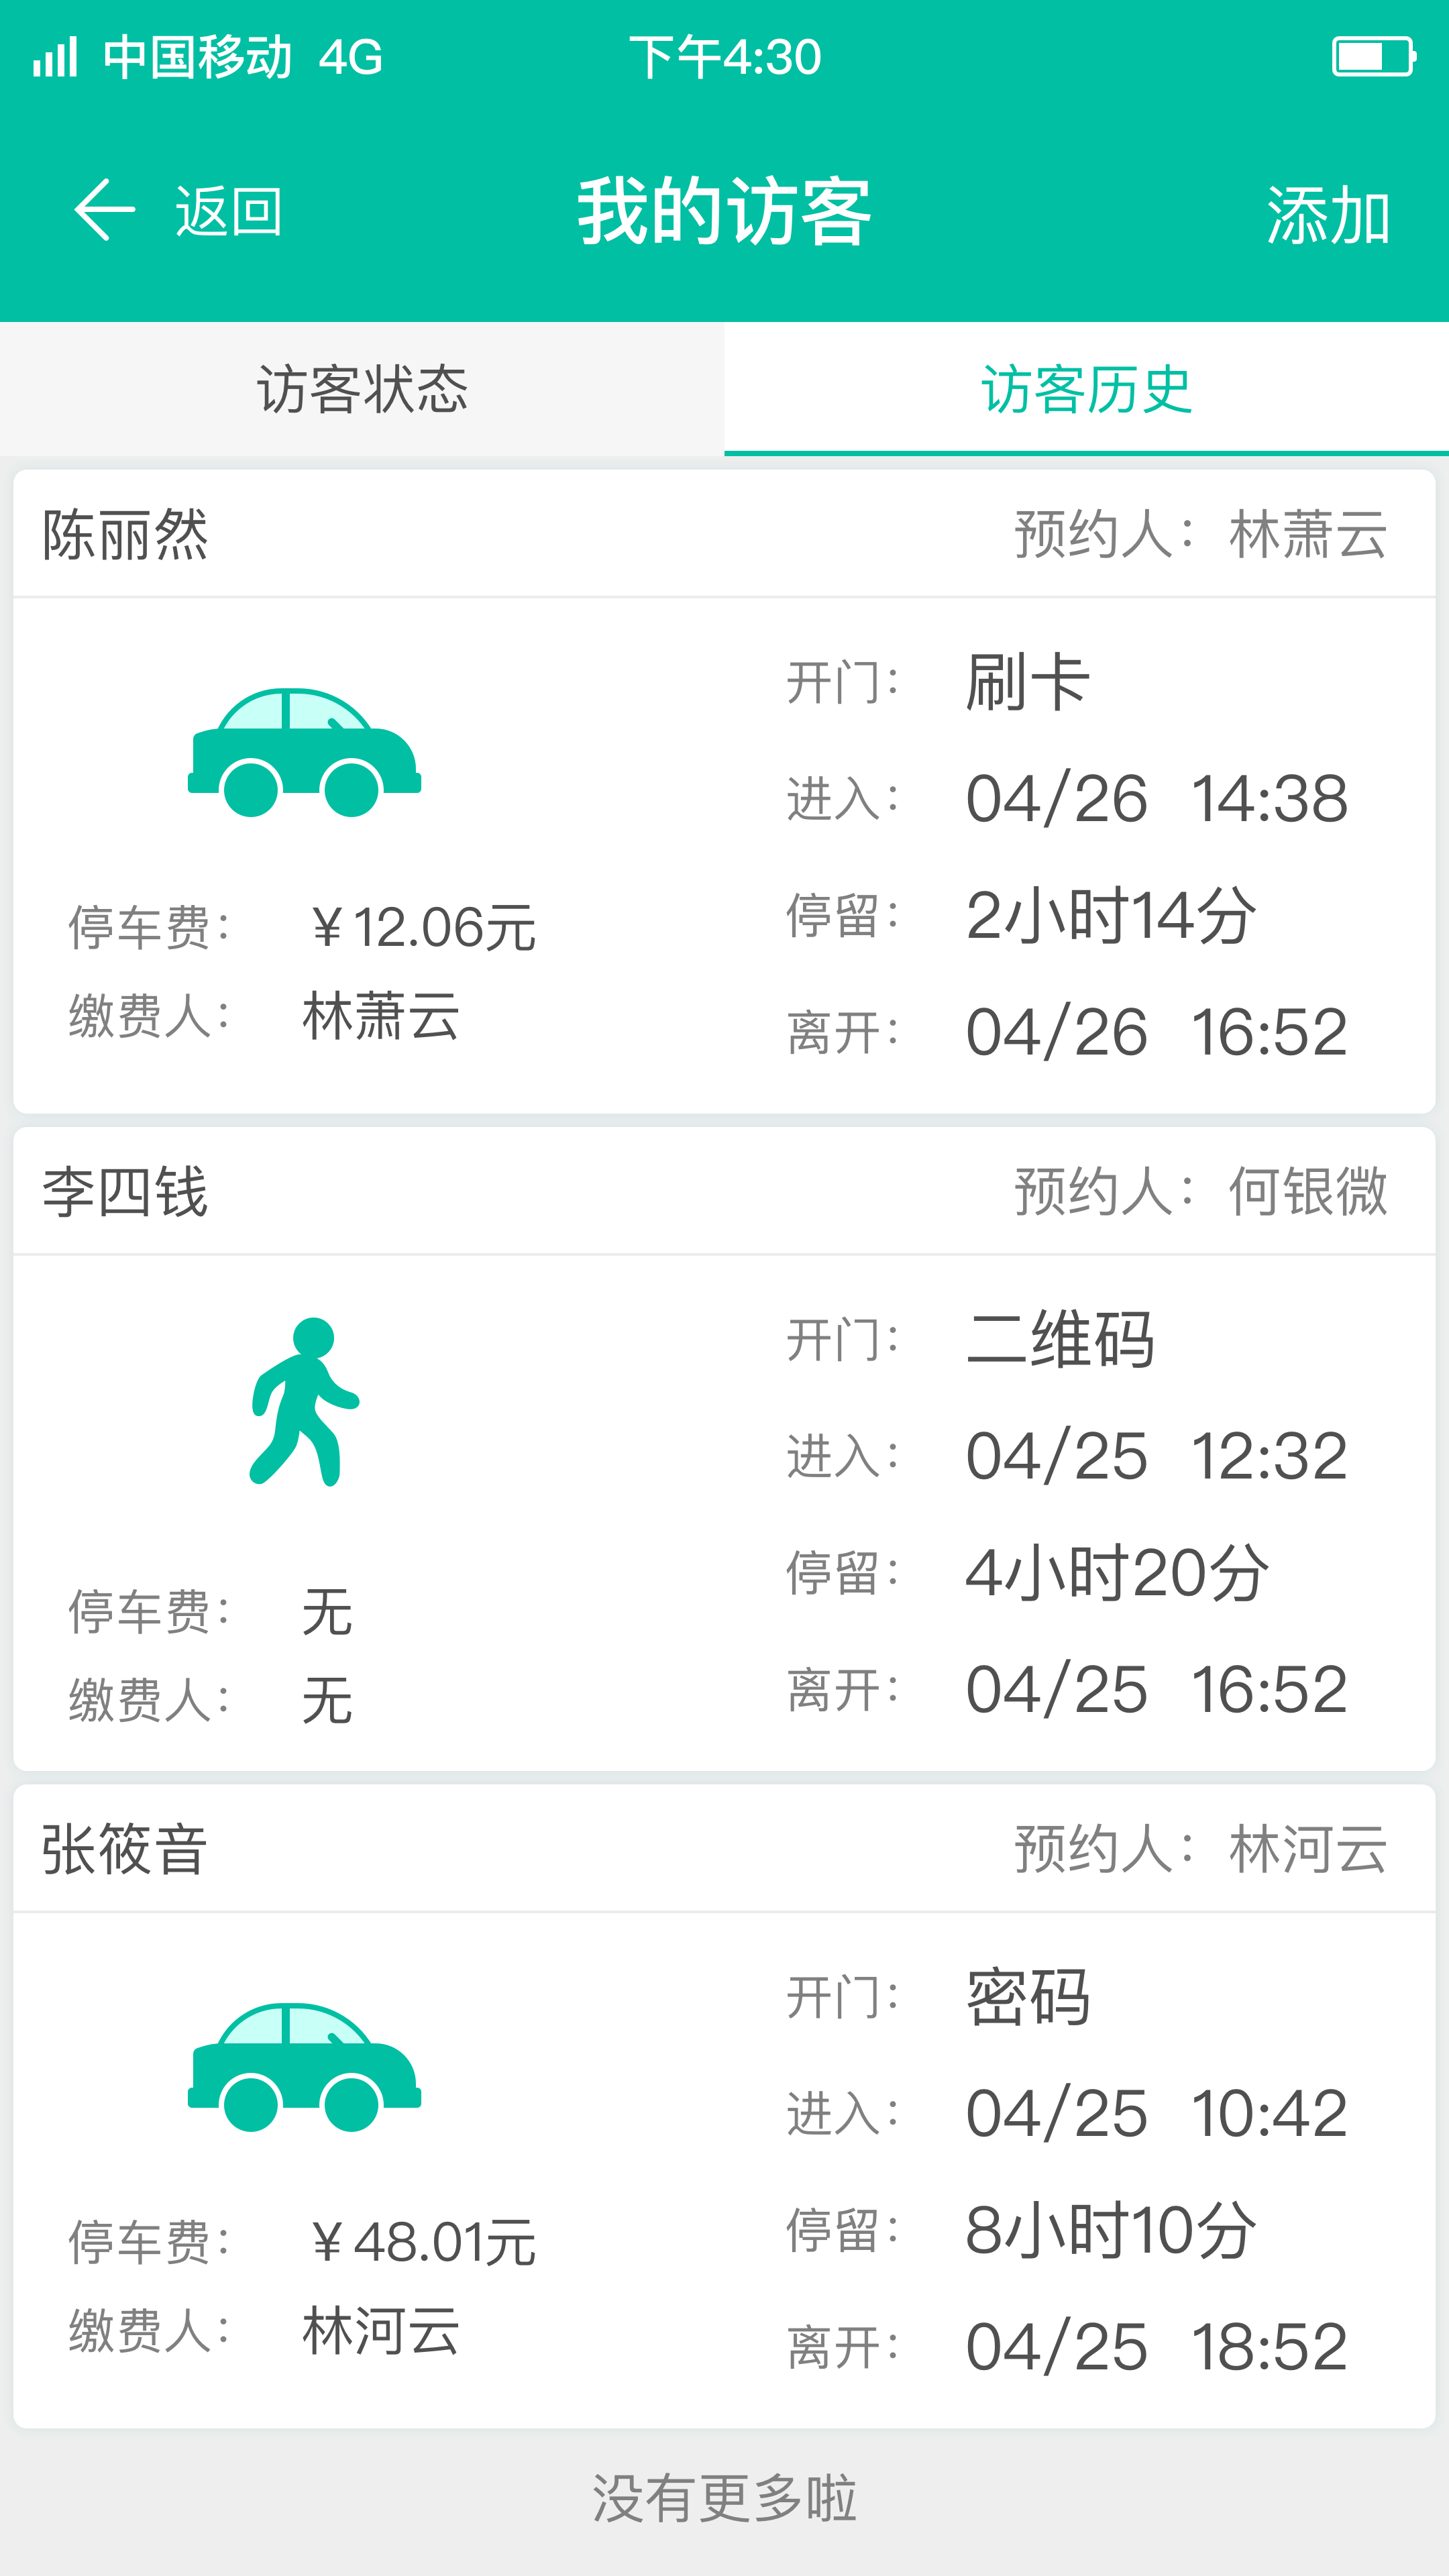 中国移动 4G 下午4:30
返回 我的访客 添加
访客状态 访客历史
陈丽然 预约人：林萧云
开门： 刷卡
进入： 04/26 14:38
停留： 2小时14分
离开： 04/26 16:52
停车费： ￥12.06元
缴费人： 林萧云
李四钱 预约人：何银微
开门： 二维码
进入： 04/25 12:32
停留： 4小时20分
离开： 04/25 16:52
停车费： 无
缴费人： 无
张筱音 预约人：林河云
开门： 密码
进入： 04/25 10:42
停留： 8小时10分
离开： 04/25 18:52
停车费： ￥48.01元
缴费人： 林河云
没有更多啦